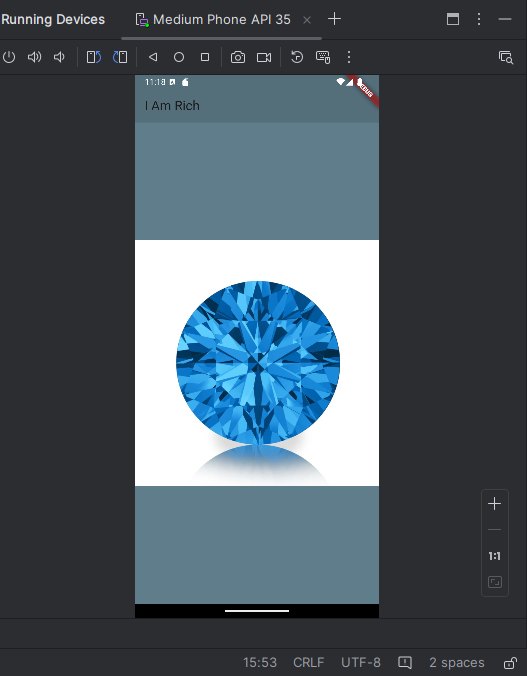 Running Devices Medium Phone API 35
11:18
DEBUG
I Am Rich
1:1
15:53 CRLF UTF-8 2 spaces